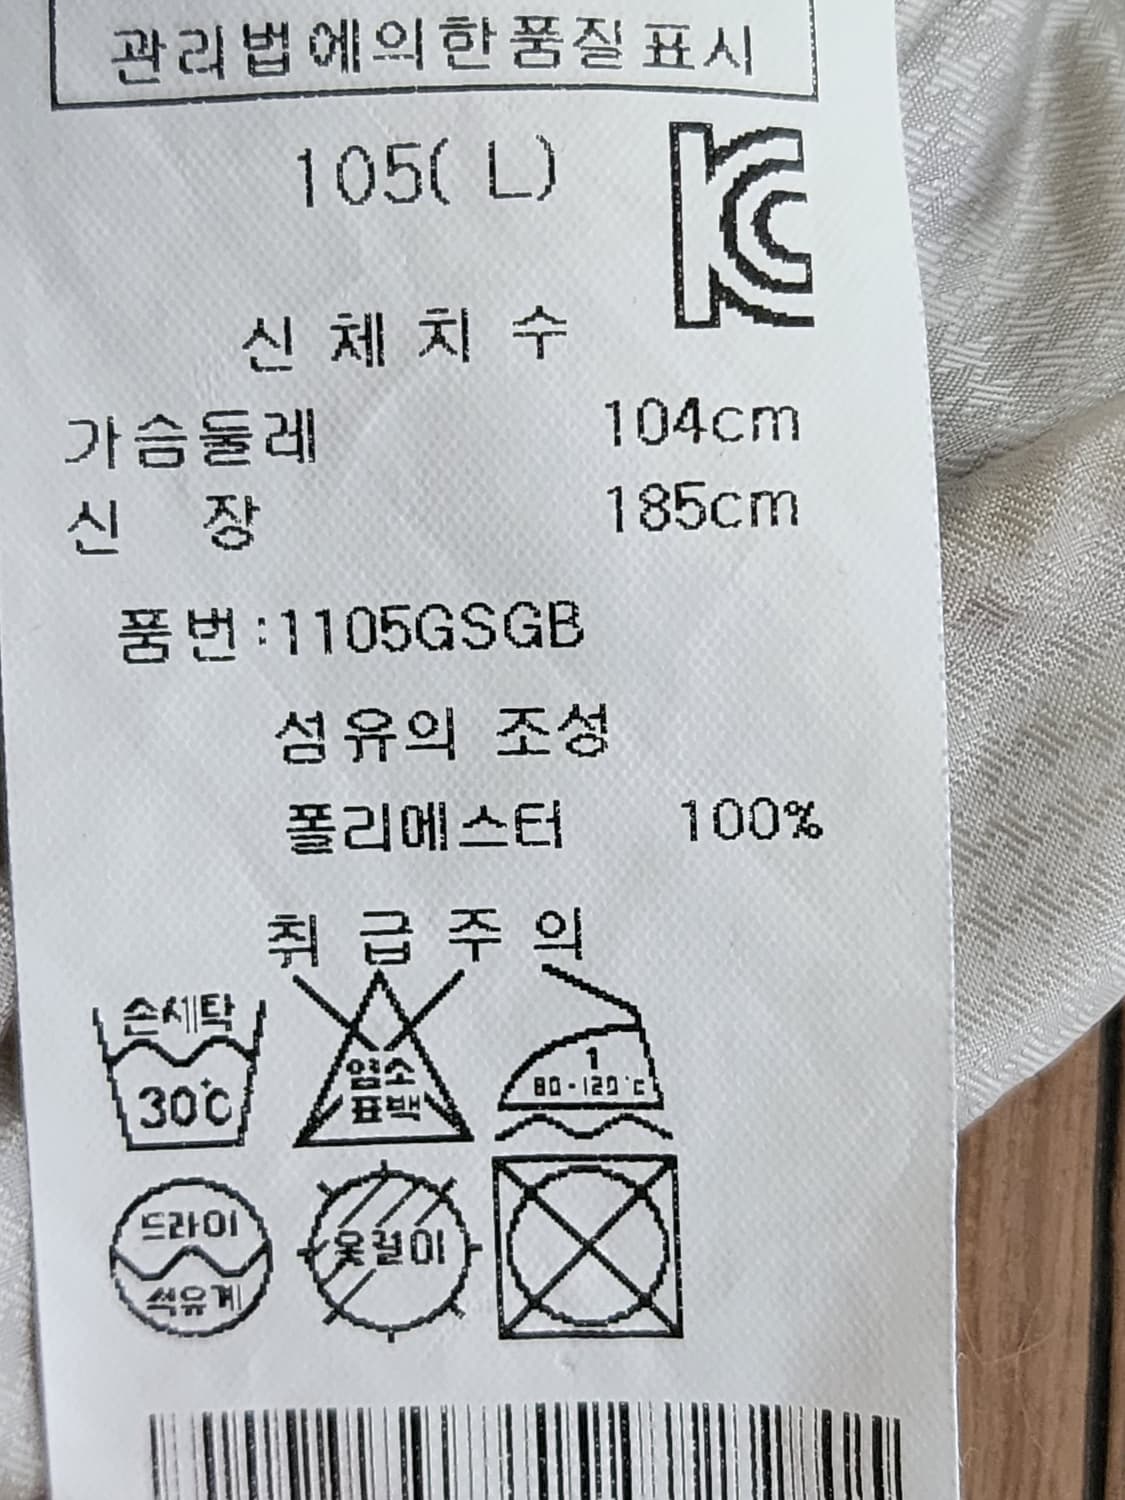 관리법에의한품질표시
105( L)
KC
신체치수
가슴둘레 104cm
신 장 185cm
품번:1105GSGB
섬유의 조성
폴리에스터 100%
취급주의
손세탁
30℃
염소
표백
1
80-120℃
드라이
석유계
옷걸이